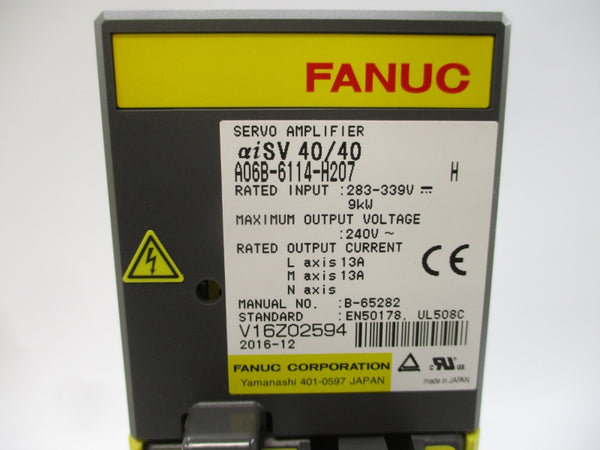 FANUC
SERVO AMPLIFIER
αiSV 40/40
A06B-6114-H207 H
RATED INPUT :283-339V ⎓
9kW
MAXIMUM OUTPUT VOLTAGE
:240V ~
RATED OUTPUT CURRENT
L axis 13A
M axis 13A
N axis
CE
MANUAL NO. :B-65282
STANDARD :EN50178, UL508C
V16Z02594
2016-12
FANUC CORPORATION
Yamanashi 401-0597 JAPAN
c RU us
made in JAPAN